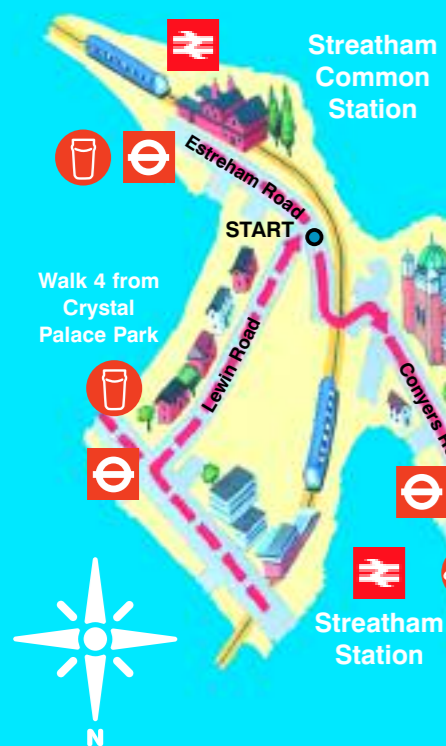 Streatham
Common
Station
Estreham Road
START
Walk 4 from
Crystal
Palace Park
Lewin Road
Conyers R
Streatham
Station
N